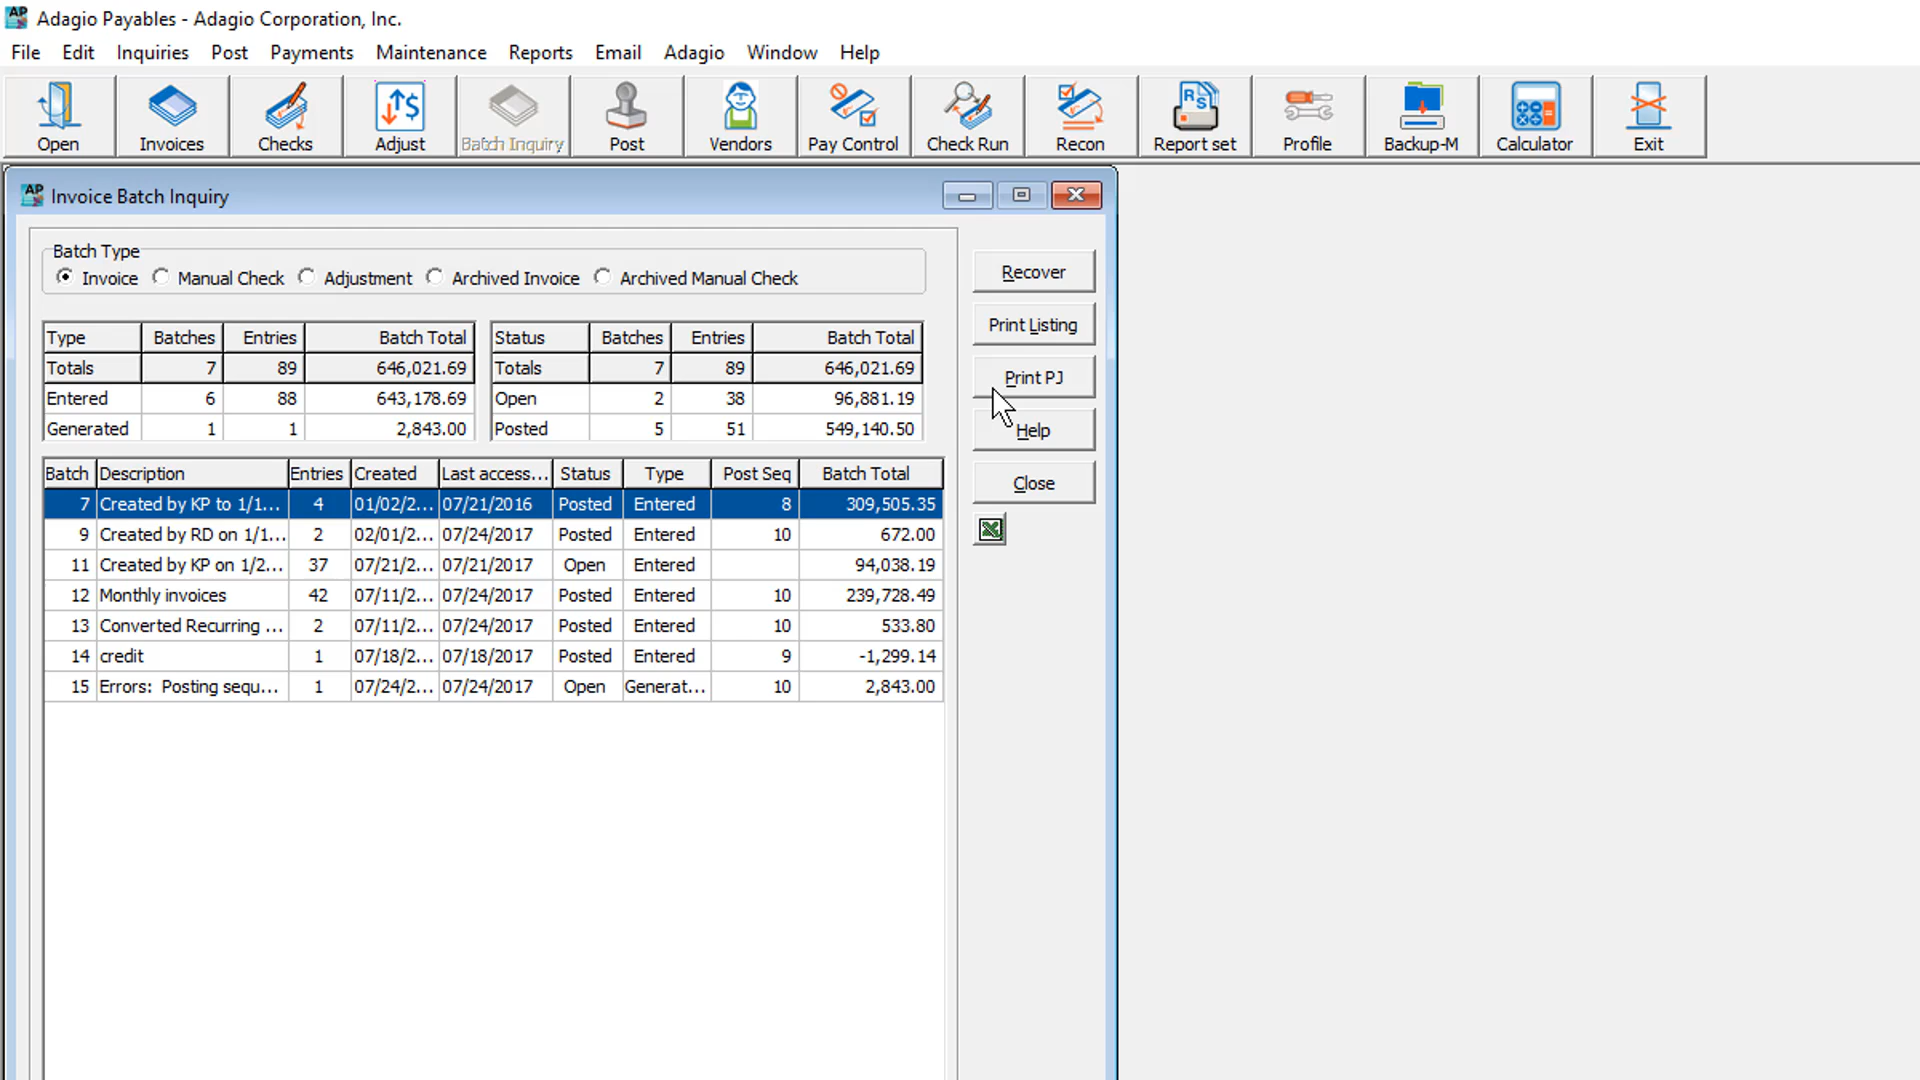 AP Adagio Payables - Adagio Corporation, Inc.
File Edit Inquiries Post Payments Maintenance Reports Email Adagio Window Help
Open Invoices Checks Adjust Batch Inquiry Post Vendors Pay Control Check Run Recon Report set Profile Backup-M Calculator Exit
AP Invoice Batch Inquiry
Batch Type
Invoice Manual Check Adjustment Archived Invoice Archived Manual Check
Type Batches Entries Batch Total Status Batches Entries Batch Total
Totals 7 89 646,021.69 Totals 7 89 646,021.69
Entered 6 88 643,178.69 Open 2 38 96,881.19
Generated 1 1 2,843.00 Posted 5 51 549,140.50
Batch Description Entries Created Last access... Status Type Post Seq Batch Total
7 Created by KP to 1/1... 4 01/02/2... 07/21/2016 Posted Entered 8 309,505.35
9 Created by RD on 1/1... 2 02/01/2... 07/24/2017 Posted Entered 10 672.00
11 Created by KP on 1/2... 37 07/21/2... 07/21/2017 Open Entered 94,038.19
12 Monthly invoices 42 07/11/2... 07/24/2017 Posted Entered 10 239,728.49
13 Converted Recurring ... 2 07/11/2... 07/24/2017 Posted Entered 10 533.80
14 credit 1 07/18/2... 07/18/2017 Posted Entered 9 -1,299.14
15 Errors: Posting sequ... 1 07/24/2... 07/24/2017 Open Generat... 10 2,843.00
Recover
Print Listing
Print PJ
Help
Close